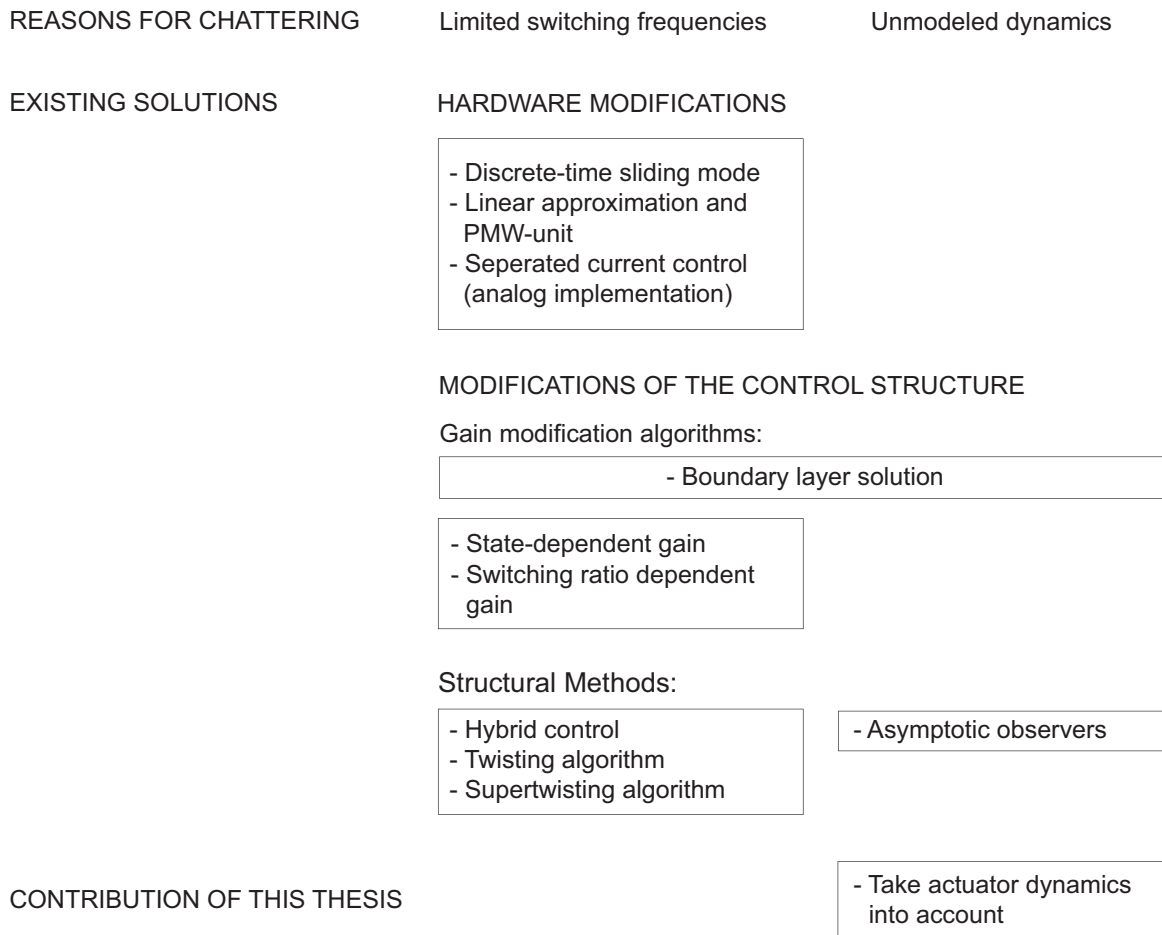 REASONS FOR CHATTERING Limited switching frequencies Unmodeled dynamics
EXISTING SOLUTIONS HARDWARE MODIFICATIONS
- Discrete-time sliding mode
- Linear approximation and
PMW-unit
- Seperated current control
(analog implementation)
MODIFICATIONS OF THE CONTROL STRUCTURE
Gain modification algorithms:
- Boundary layer solution
- State-dependent gain
- Switching ratio dependent
gain
Structural Methods:
- Hybrid control
- Twisting algorithm
- Supertwisting algorithm
- Asymptotic observers
CONTRIBUTION OF THIS THESIS
- Take actuator dynamics
into account